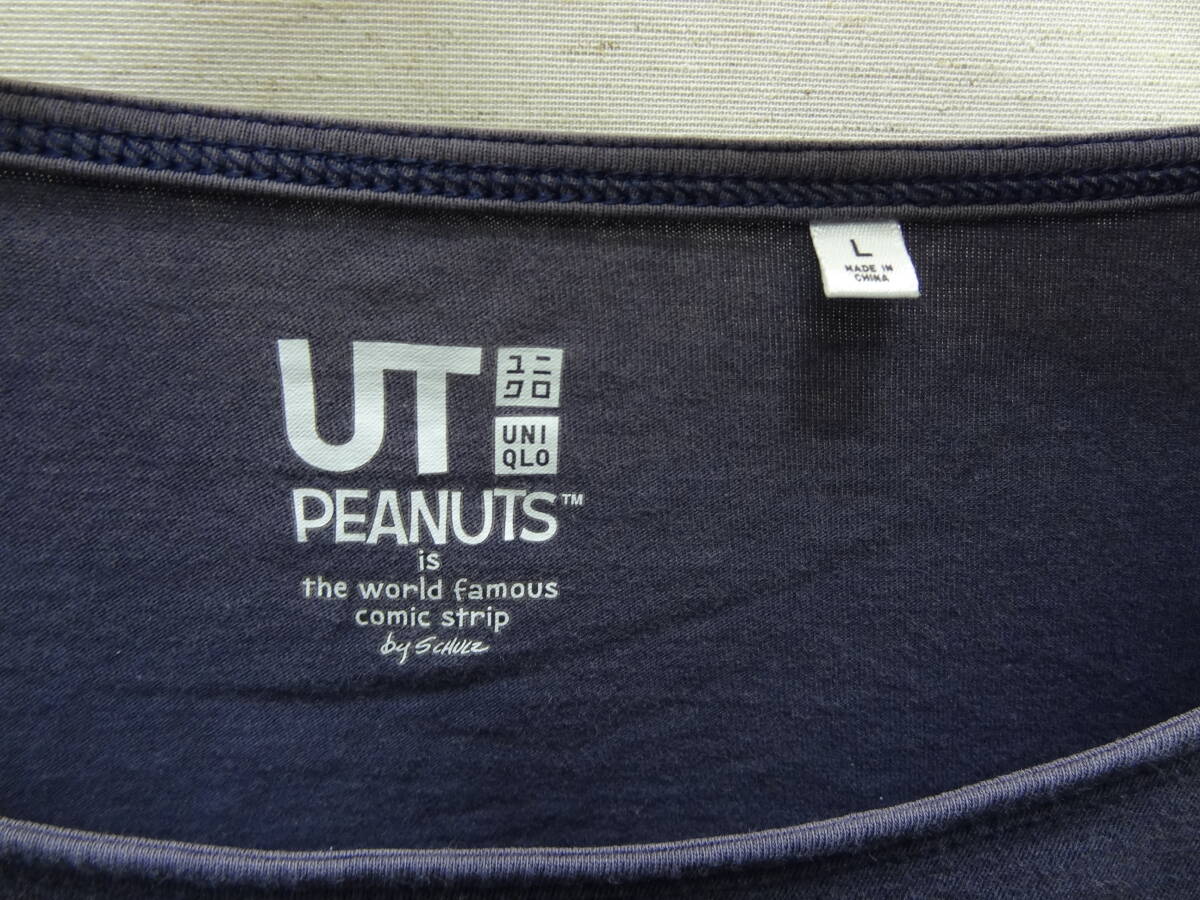 L
MADE IN
CHINA
UT
ユニ
クロ
UNI
QLO
PEANUTS™
is
the world famous
comic strip
by SCHULZ